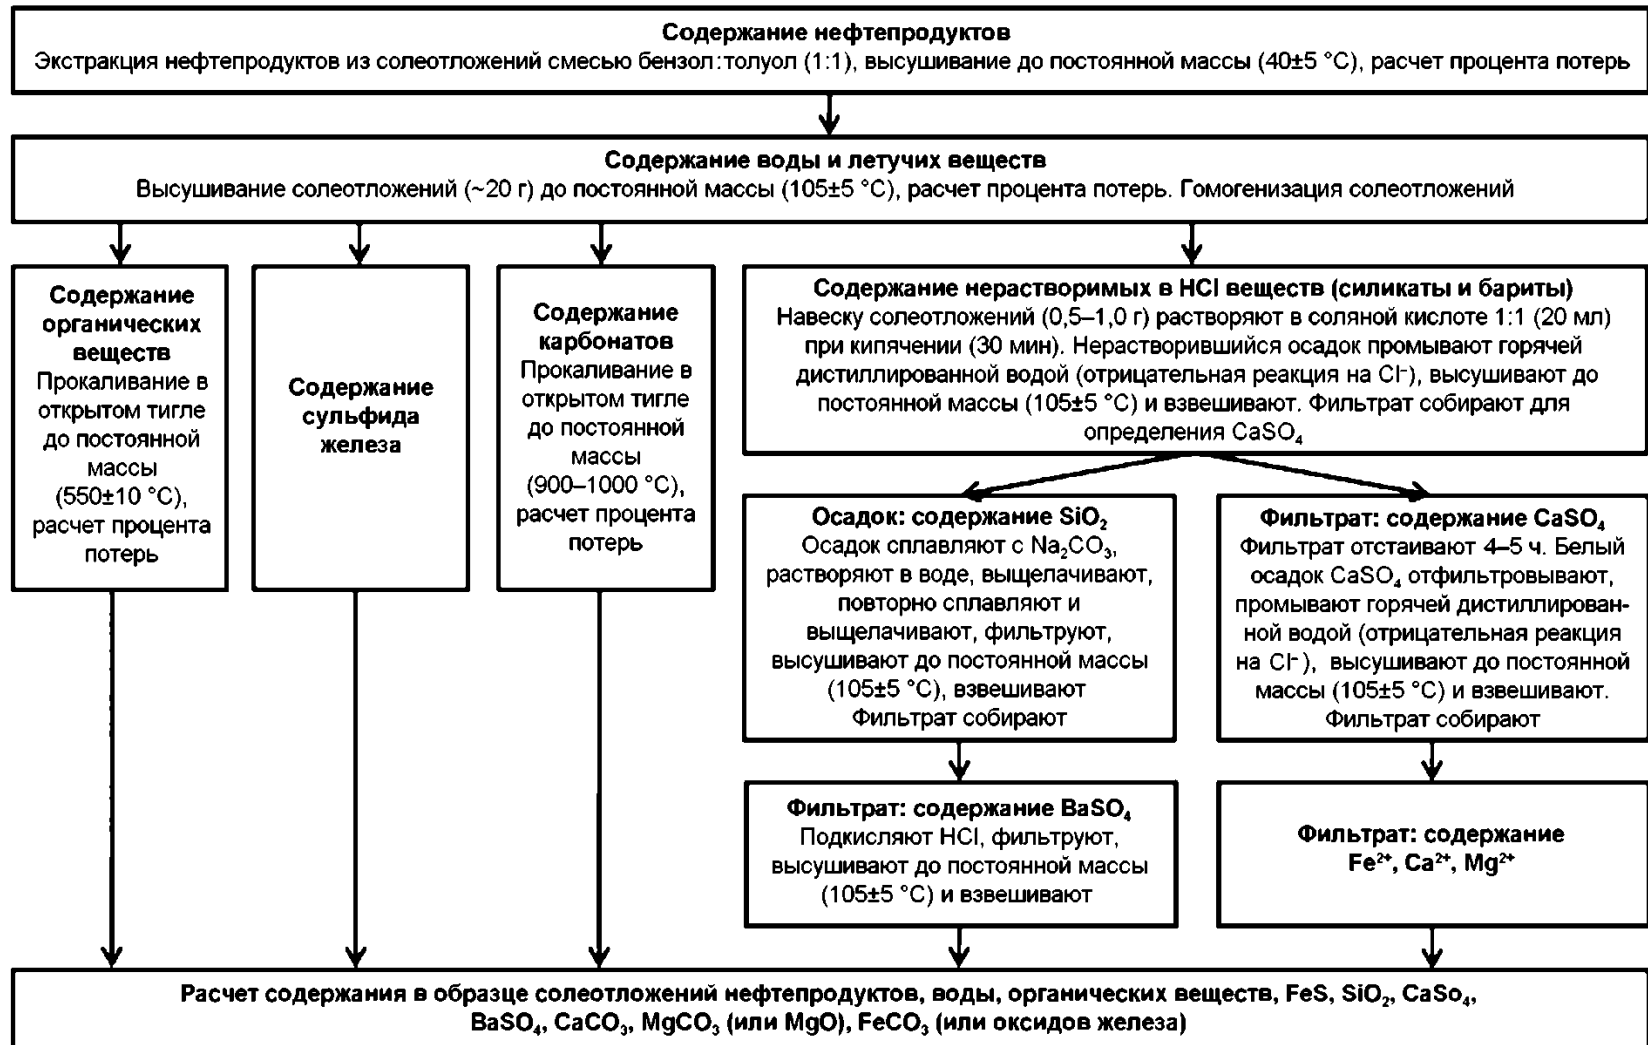 Содержание нефтепродуктов
Экстракция нефтепродуктов из солеотложений смесью бензол:толуол (1:1), высушивание до постоянной массы (40±5 °C), расчет процента потерь
Содержание воды и летучих веществ
Высушивание солеотложений (~20 г) до постоянной массы (105±5 °C), расчет процента потерь. Гомогенизация солеотложений
Содержание
органических
веществ
Прокаливание в
открытом тигле
до постоянной
массы
(550±10 °C),
расчет процента
потерь
Содержание
сульфида
железа
Содержание
карбонатов
Прокаливание в
открытом тигле
до постоянной
массы
(900–1000 °C),
расчет процента
потерь
Содержание нерастворимых в HCl веществ (силикаты и бариты)
Навеску солеотложений (0,5–1,0 г) растворяют в соляной кислоте 1:1 (20 мл)
при кипячении (30 мин). Нерастворившийся осадок промывают горячей
дистиллированной водой (отрицательная реакция на Cl⁻), высушивают до
постоянной массы (105±5 °C) и взвешивают. Фильтрат собирают для
определения CaSO₄
Осадок: содержание SiO₂
Осадок сплавляют с Na₂CO₃,
растворяют в воде, выщелачивают,
повторно сплавляют и
выщелачивают, фильтруют,
высушивают до постоянной массы
(105±5 °C), взвешивают
Фильтрат собирают
Фильтрат: содержание CaSO₄
Фильтрат отстаивают 4–5 ч. Белый
осадок CaSO₄ отфильтровывают,
промывают горячей дистиллирован-
ной водой (отрицательная реакция
на Cl⁻), высушивают до постоянной
массы (105±5 °C) и взвешивают.
Фильтрат собирают
Фильтрат: содержание BaSO₄
Подкисляют HCl, фильтруют,
высушивают до постоянной массы
(105±5 °C) и взвешивают
Фильтрат: содержание
Fe²⁺, Ca²⁺, Mg²⁺
Расчет содержания в образце солеотложений нефтепродуктов, воды, органических веществ, FeS, SiO₂, CaSo₄,
BaSO₄, CaCO₃, MgCO₃ (или MgO), FeCO₃ (или оксидов железа)